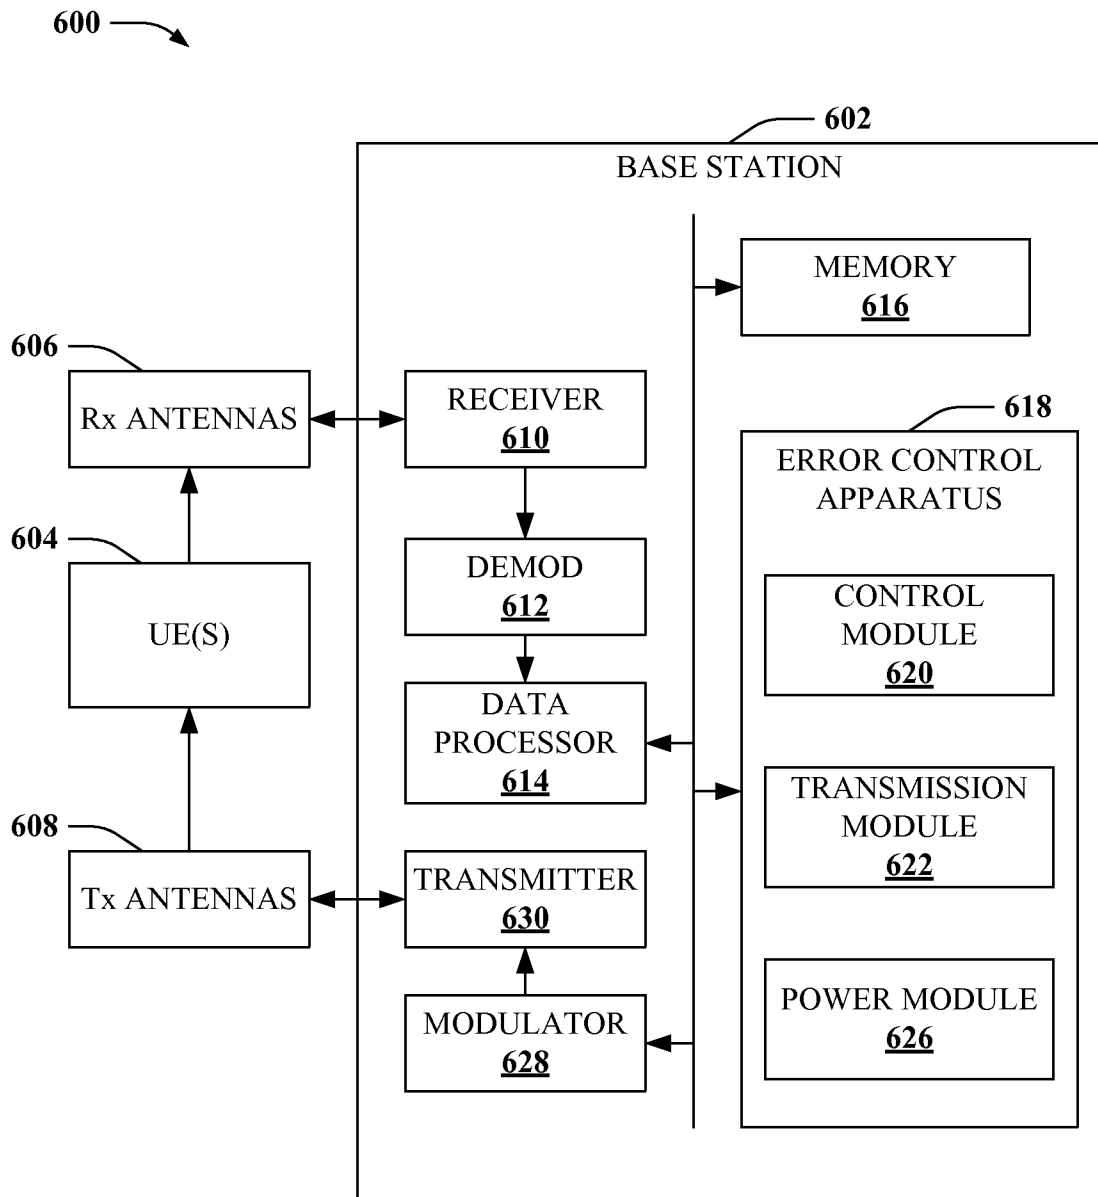 600
602
BASE STATION
MEMORY
616
606
Rx ANTENNAS
RECEIVER
610
618
ERROR CONTROL
APPARATUS
604
UE(S)
DEMOD
612
CONTROL
MODULE
620
DATA
PROCESSOR
614
TRANSMISSION
MODULE
622
608
Tx ANTENNAS
TRANSMITTER
630
MODULATOR
628
POWER MODULE
626